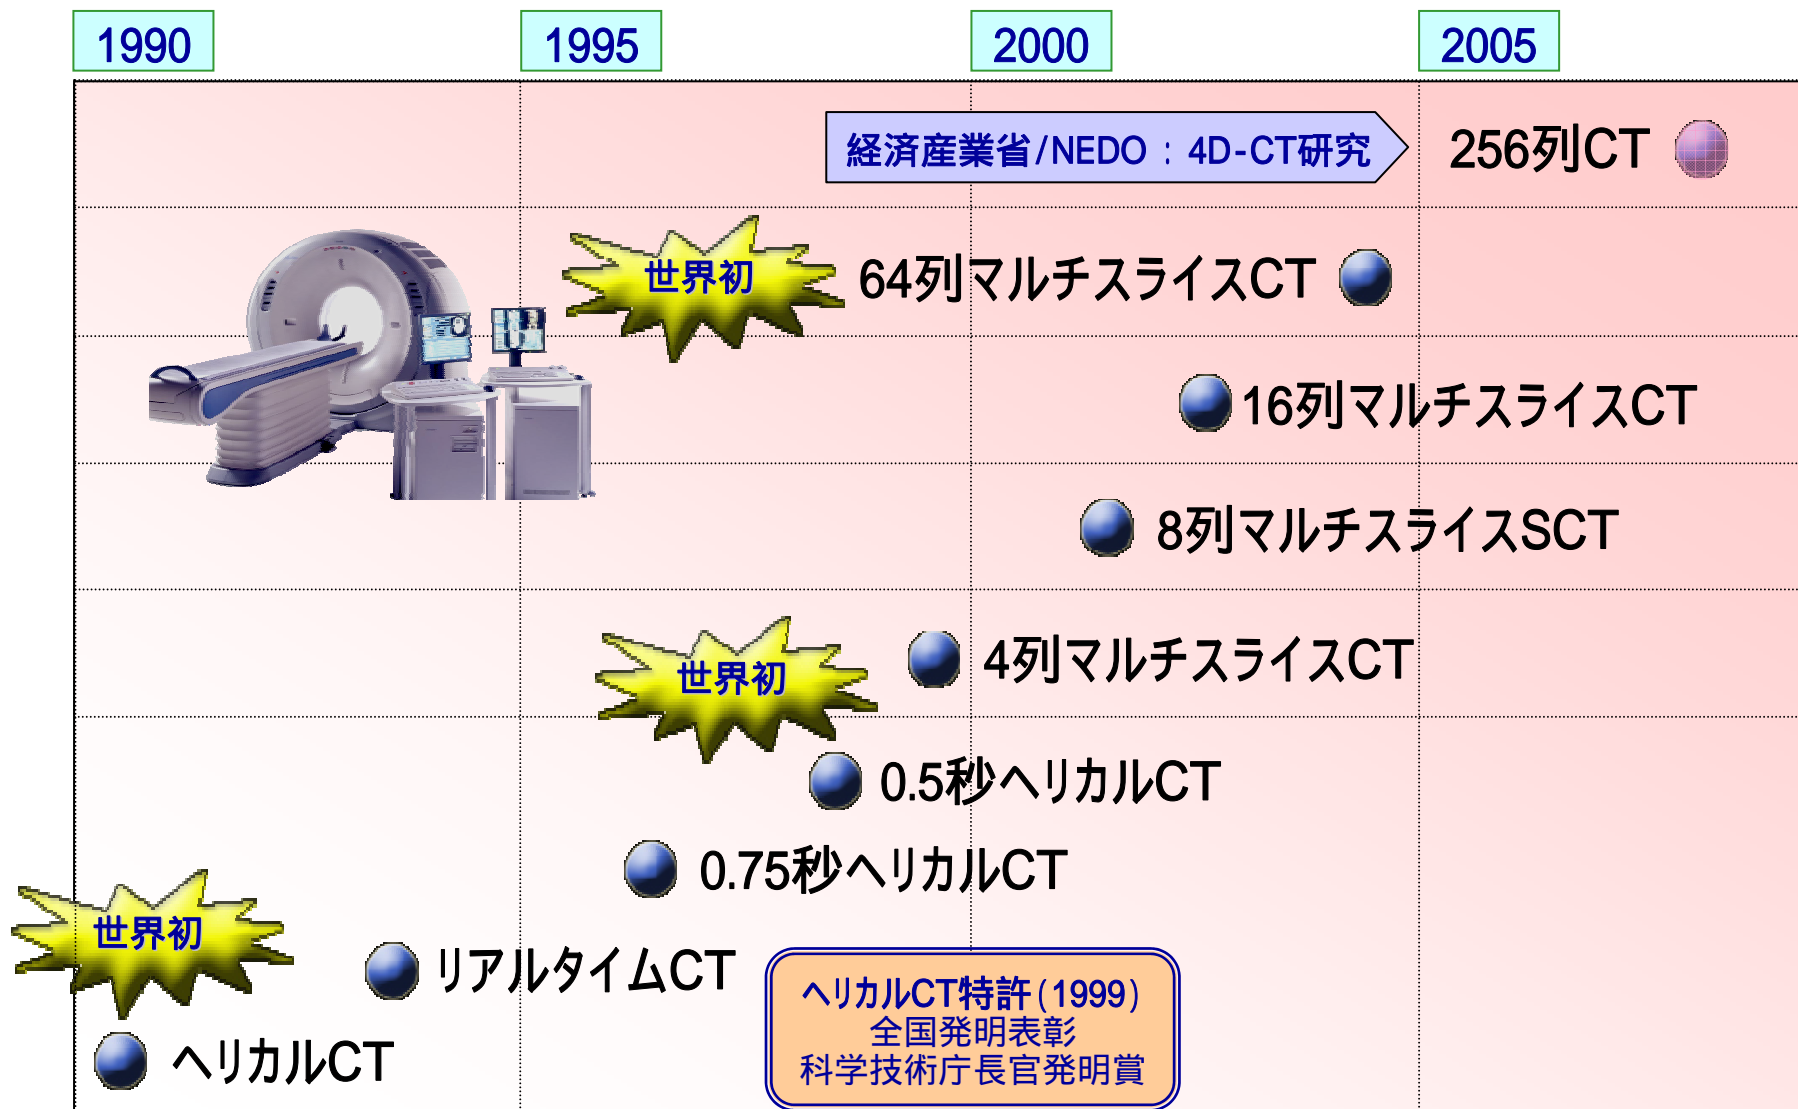 1990
1995
2000
2005
経済産業省/NEDO：4D-CT研究
256列CT
世界初
64列マルチスライスCT
16列マルチスライスCT
8列マルチスライスSCT
世界初
4列マルチスライスCT
0.5秒ヘリカルCT
0.75秒ヘリカルCT
世界初
リアルタイムCT
ヘリカルCT
ヘリカルCT特許(1999)
全国発明表彰
科学技術庁長官発明賞